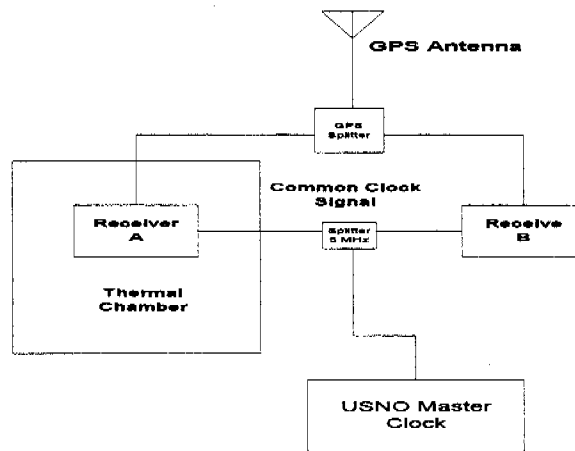 GPS Antenna
GPS
Splitter
Common Clock
Signal
Receiver
A
Splitter
5 MHz
Receive
B
Thermal
Chamber
USNO Master
Clock